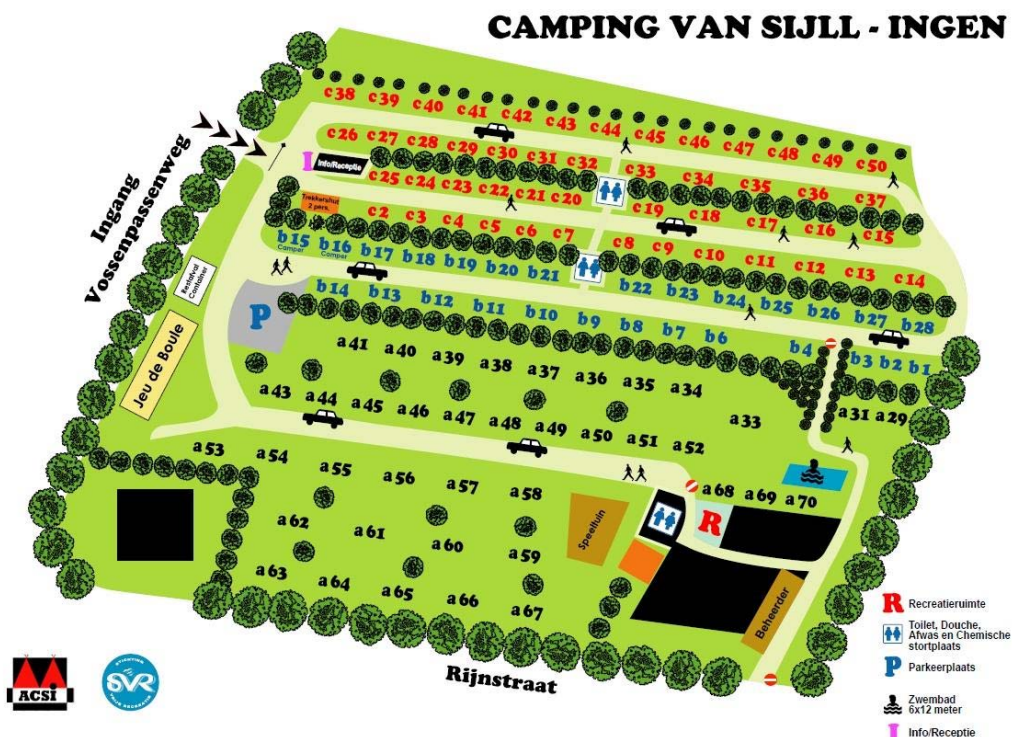 CAMPING VAN SIJLL - INGEN
c38 c39 c40 c41 c42 c43 c44 c45 c46 c47 c48 c49 c50
c26 c27 c28 c29 c30 c31 c32 c33 c34 c35 c36 c37
Info/Receptie
Ingang
Vossenpassenweg
c25 c24 c23 c22 c21 c20 c19 c18 c17 c16 c15
Trekkershut
2 pers.
c2 c3 c4 c5 c6 c7 c8 c9 c10 c11 c12 c13 c14
b15 b16 b17 b18 b19 b20 b21 b22 b23 b24 b25 b26 b27 b28
Camper Camper
Restafval
Container
P
b14 b13 b12 b11 b10 b9 b8 b7 b6 b4 b3 b2 b1
Jeu de Boule
a41 a40 a39 a38 a37 a36 a35 a34 a33 a31 a29
a43 a44 a45 a46 a47 a48 a49 a50 a51 a52
a53 a54 a55 a56 a57 a58
a68 a69 a70
a62 a61 a60 a59
Speeltuin
R
a63 a64 a65 a66 a67
Beheerder
Rijnstraat
R Recreatieruimte
Toilet, Douche,
Afwas en Chemische
stortplaats
P Parkeerplaats
Zwembad
6x12 meter
I Info/Receptie
ACSI
STICHTING
SVR
VRIJE RECREATIE